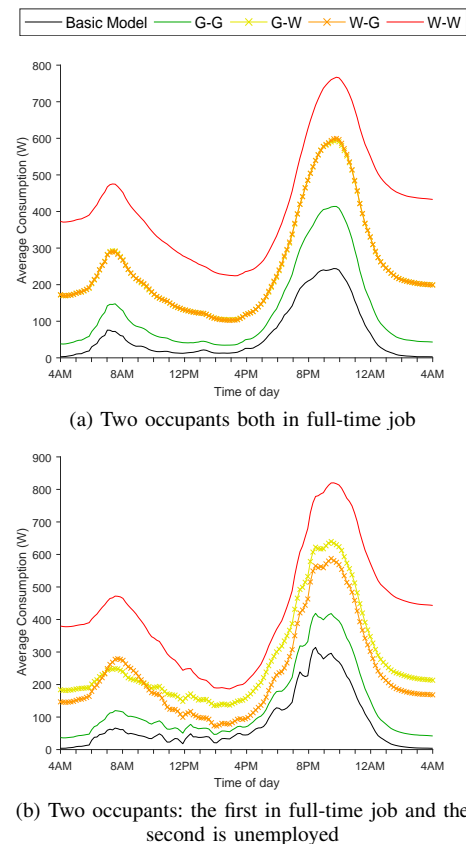 Basic Model G-G G-W W-G W-W
800
700
600
500
400
300
200
100
0
Average Consumption (W)
4AM 8AM 12PM 4PM 8PM 12AM 4AM
Time of day
(a) Two occupants both in full-time job
900
800
700
600
500
400
300
200
100
0
Average Consumption (W)
4AM 8AM 12PM 4PM 8PM 12AM 4AM
Time of day
(b) Two occupants: the first in full-time job and the
second is unemployed